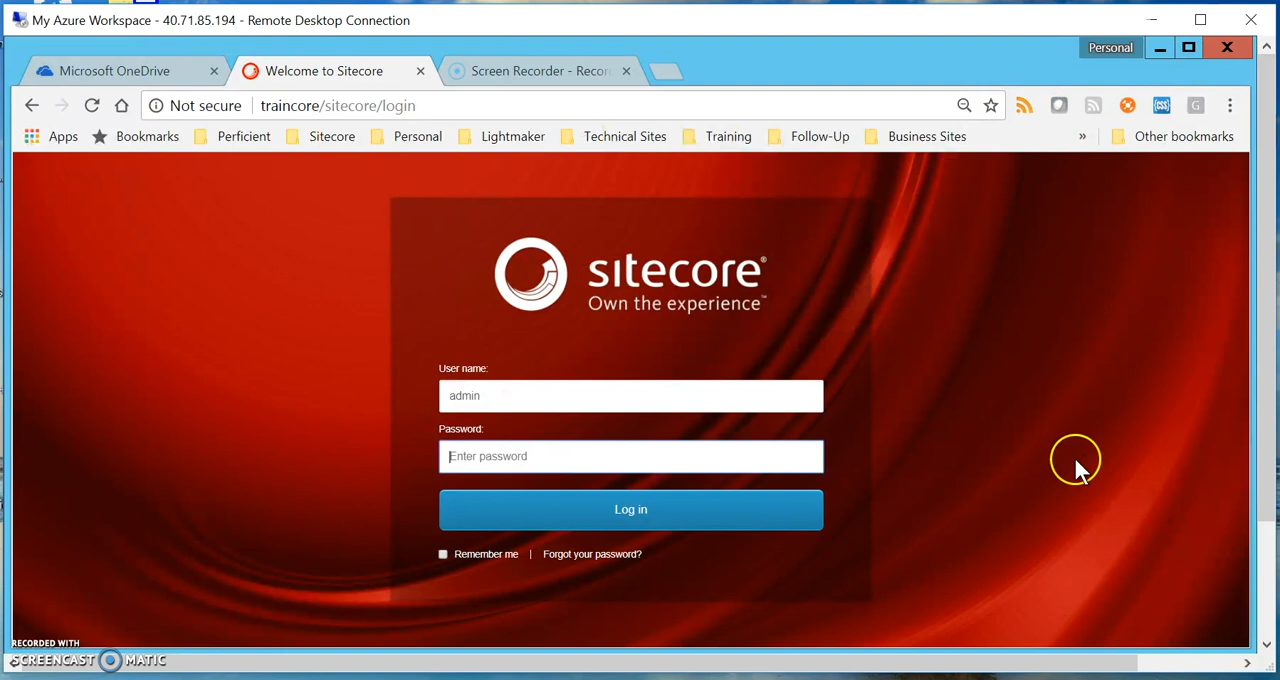 My Azure Workspace - 40.71.85.194 - Remote Desktop Connection
Personal
Microsoft OneDrive
Welcome to Sitecore
Screen Recorder - Recor
Not secure
traincore/sitecore/login
CSS
G
Apps
Bookmarks
Perficient
Sitecore
Personal
Lightmaker
Technical Sites
Training
Follow-Up
Business Sites
»
Other bookmarks
sitecore®
Own the experience™
User name:
admin
Password:
Enter password
Log in
Remember me | Forgot your password?
RECORDED WITH
SCREENCAST MATIC